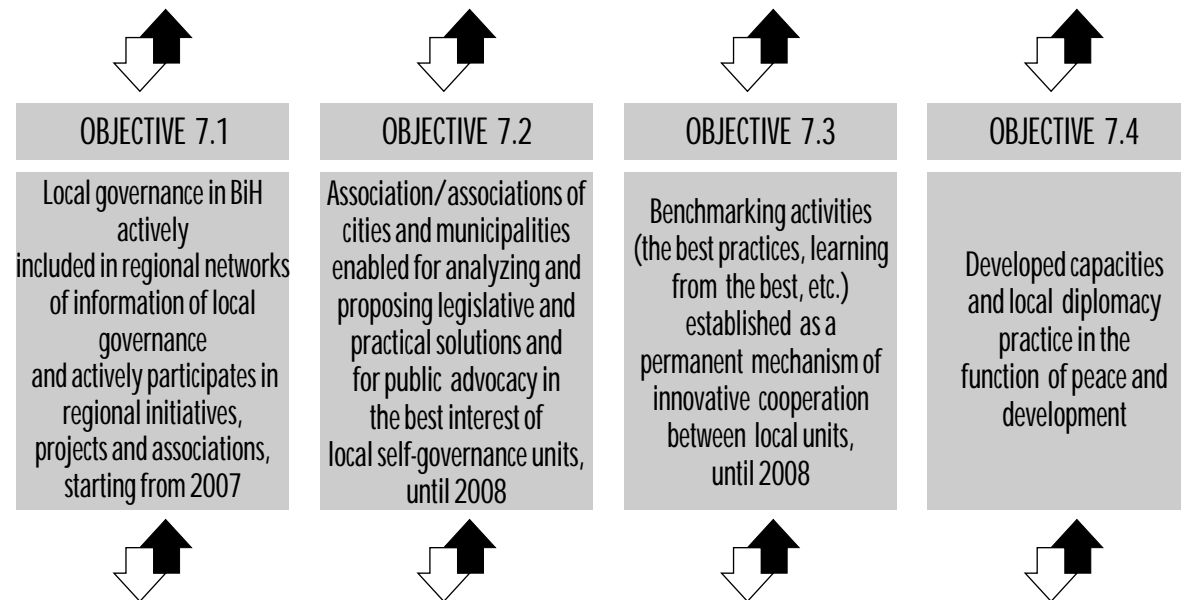 OBJECTIVE 7.1
Local governance in BiH
actively
included in regional networks
of information of local
governance
and actively participates in
regional initiatives,
projects and associations,
starting from 2007
OBJECTIVE 7.2
Association/associations of
cities and municipalities
enabled for analyzing and
proposing legislative and
practical solutions and
for public advocacy in
the best interest of
local self-governance units,
until 2008
OBJECTIVE 7.3
Benchmarking activities
(the best practices, learning
from the best, etc.)
established as a
permanent mechanism of
innovative cooperation
between local units,
until 2008
OBJECTIVE 7.4
Developed capacities
and local diplomacy
practice in the
function of peace and
development